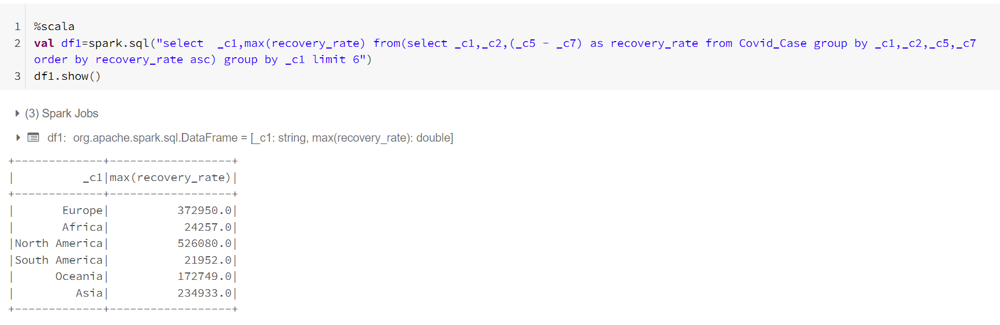 1 %scala
2 val df1=spark.sql("select  _c1,max(recovery_rate) from(select _c1,_c2,(_c5 - _c7) as recovery_rate from Covid_Case group by _c1,_c2,_c5,_c7
order by recovery_rate asc) group by _c1 limit 6")
3 df1.show()
(3) Spark Jobs
df1: org.apache.spark.sql.DataFrame = [_c1: string, max(recovery_rate): double]
+-------------+------------------+
|          _c1|max(recovery_rate)|
+-------------+------------------+
|       Europe|          372950.0|
|       Africa|           24257.0|
|North America|          526080.0|
|South America|           21952.0|
|      Oceania|          172749.0|
|         Asia|          234933.0|
+-------------+------------------+